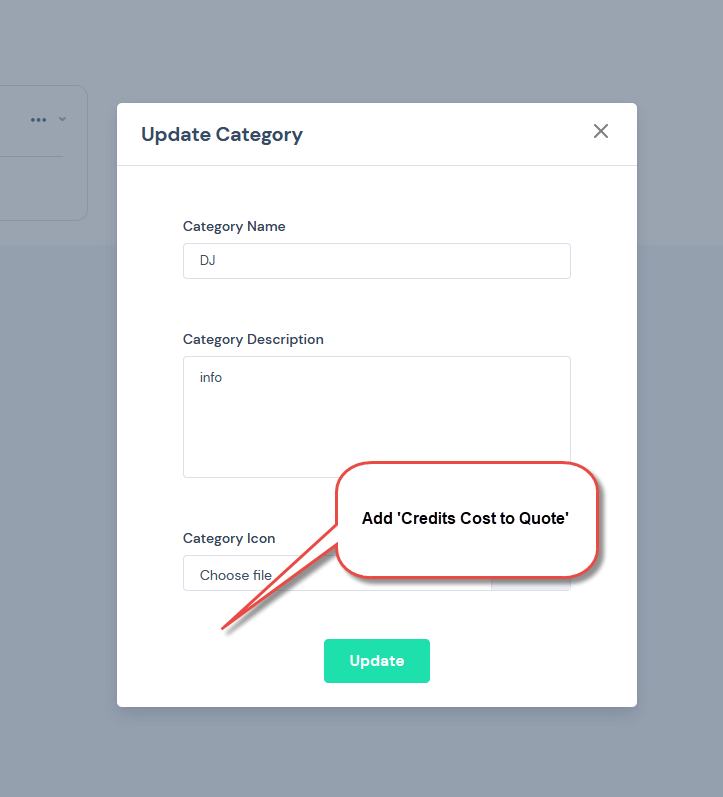 Update Category
Category Name
DJ
Category Description
info
Add 'Credits Cost to Quote'
Category Icon
Choose file
Update